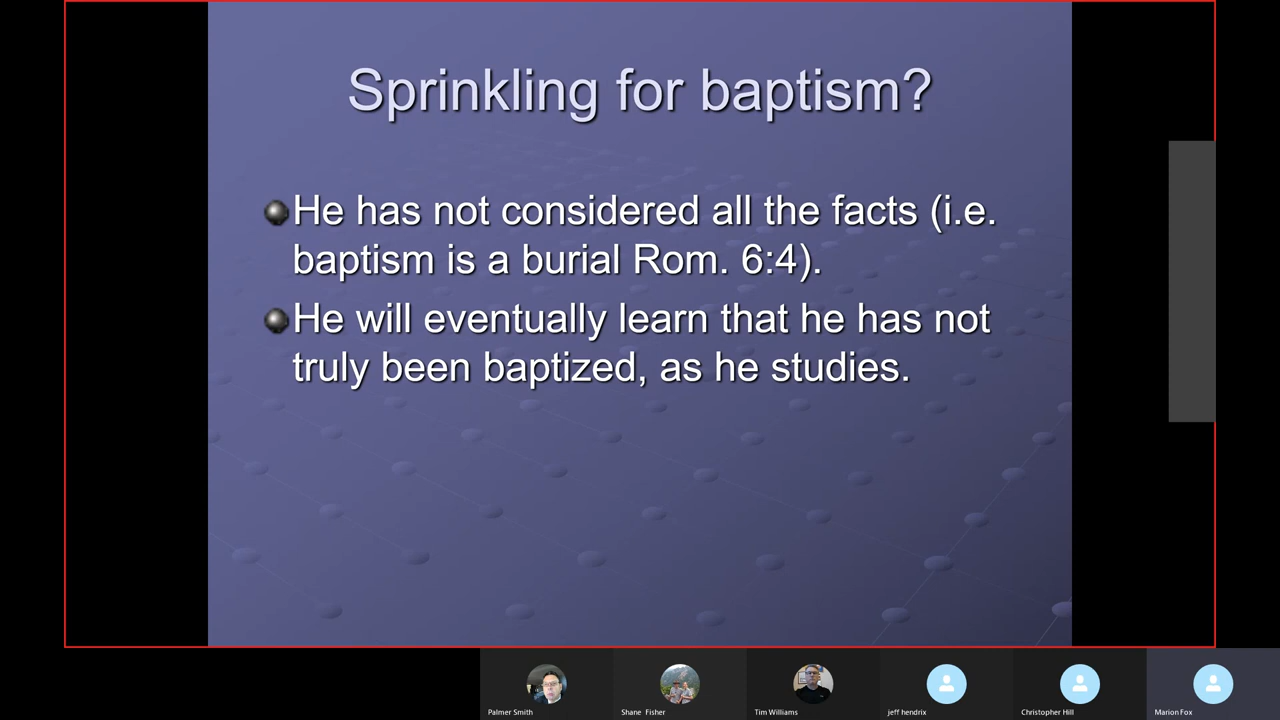 Sprinkling for baptism?
He has not considered all the facts (i.e.
baptism is a burial Rom. 6:4).
He will eventually learn that he has not
truly been baptized, as he studies.
Palmer Smith
Shane Fisher
Tim Williams
jeff hendrix
Christopher Hill
Marion Fox